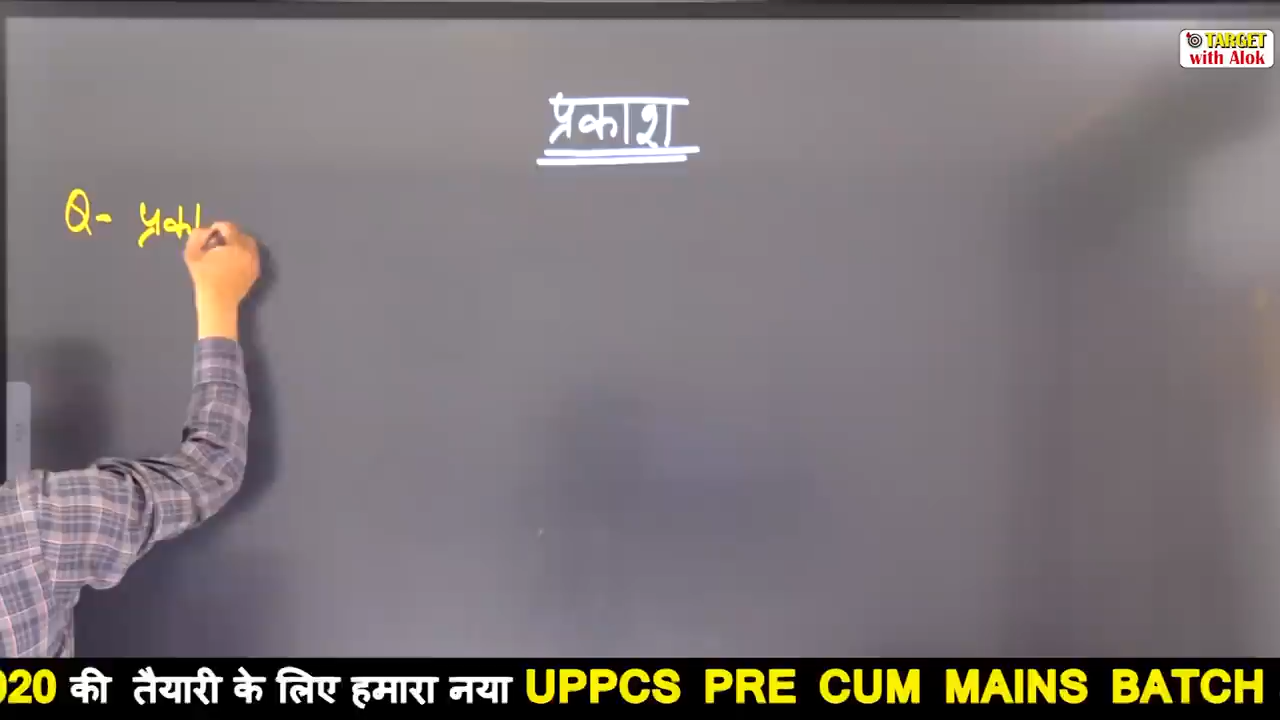 TARGET
with Alok
प्रकाश
Q- प्रका
020 की तैयारी के लिए हमारा नया UPPCS PRE CUM MAINS BATCH